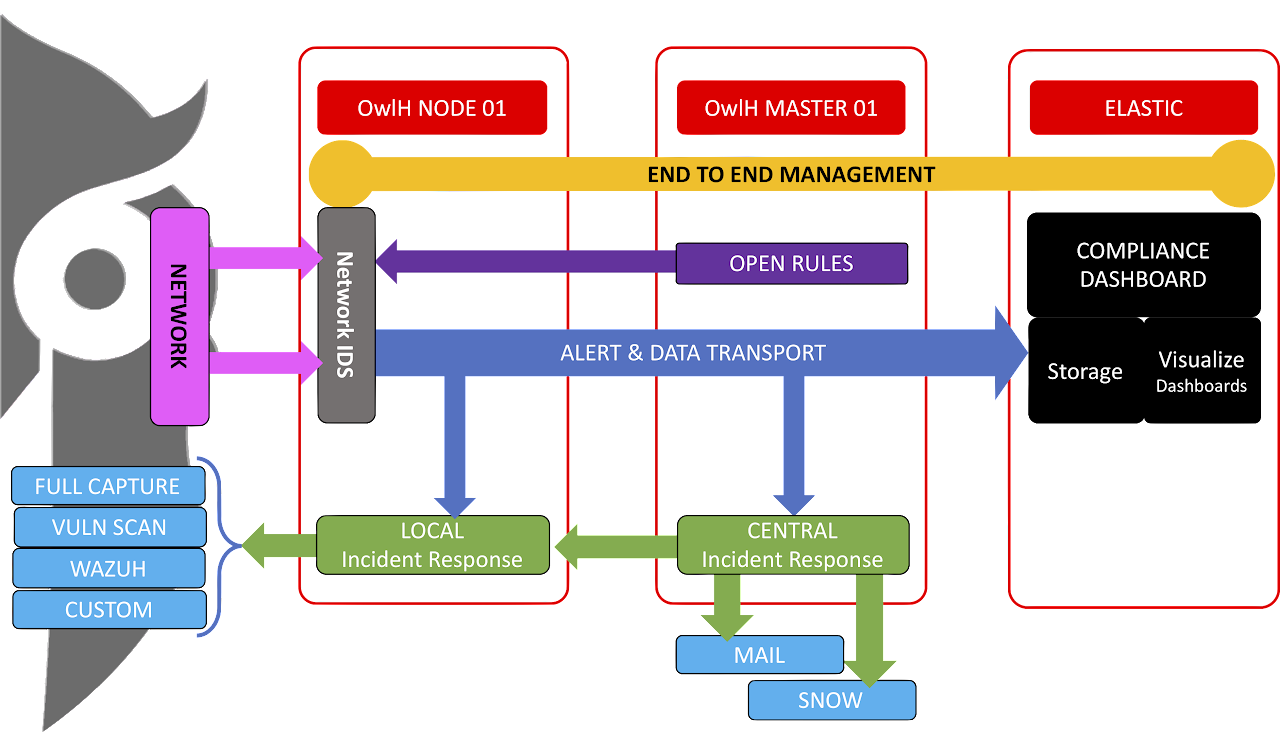 OwlH NODE 01
OwlH MASTER 01
ELASTIC
END TO END MANAGEMENT
NETWORK
Network IDS
OPEN RULES
COMPLIANCE
DASHBOARD
ALERT & DATA TRANSPORT
Storage
Visualize
Dashboards
FULL CAPTURE
VULN SCAN
WAZUH
CUSTOM
LOCAL
Incident Response
CENTRAL
Incident Response
MAIL
SNOW